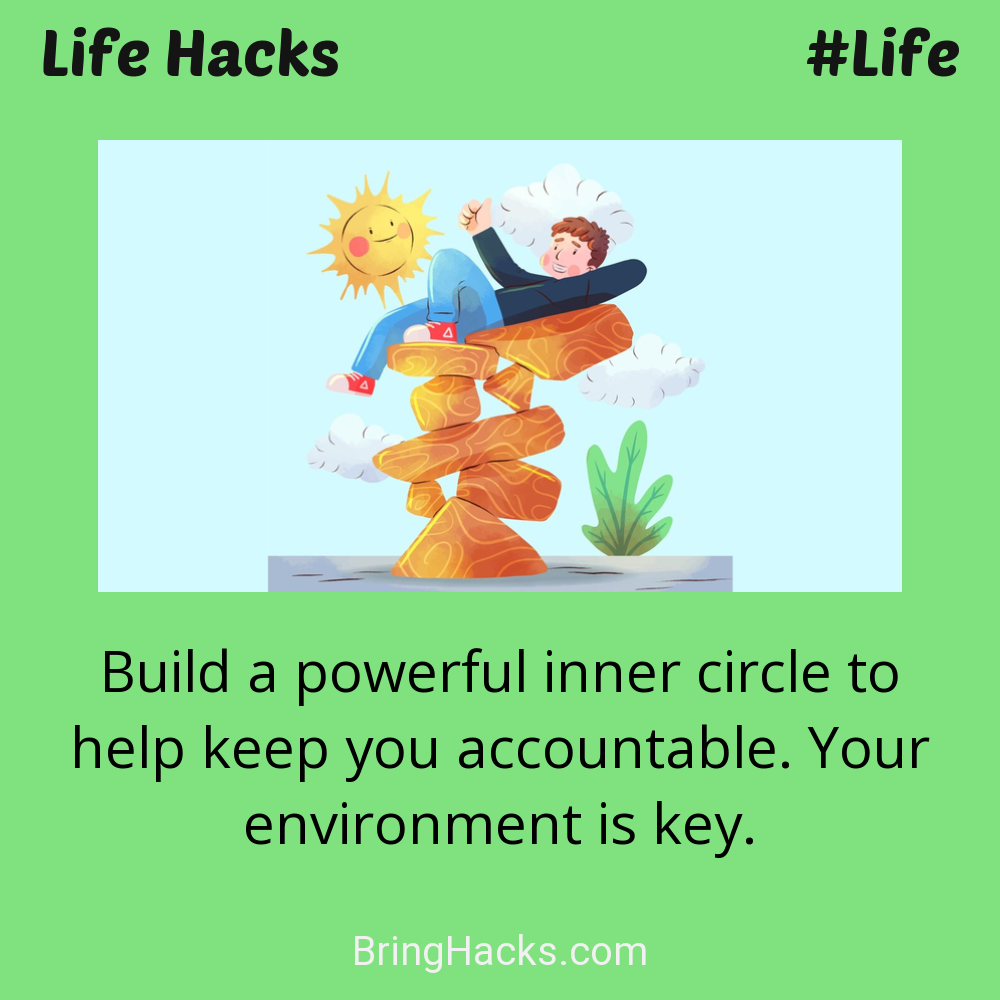 Life Hacks
#Life
Build a powerful inner circle to
help keep you accountable. Your
environment is key.
BringHacks.com